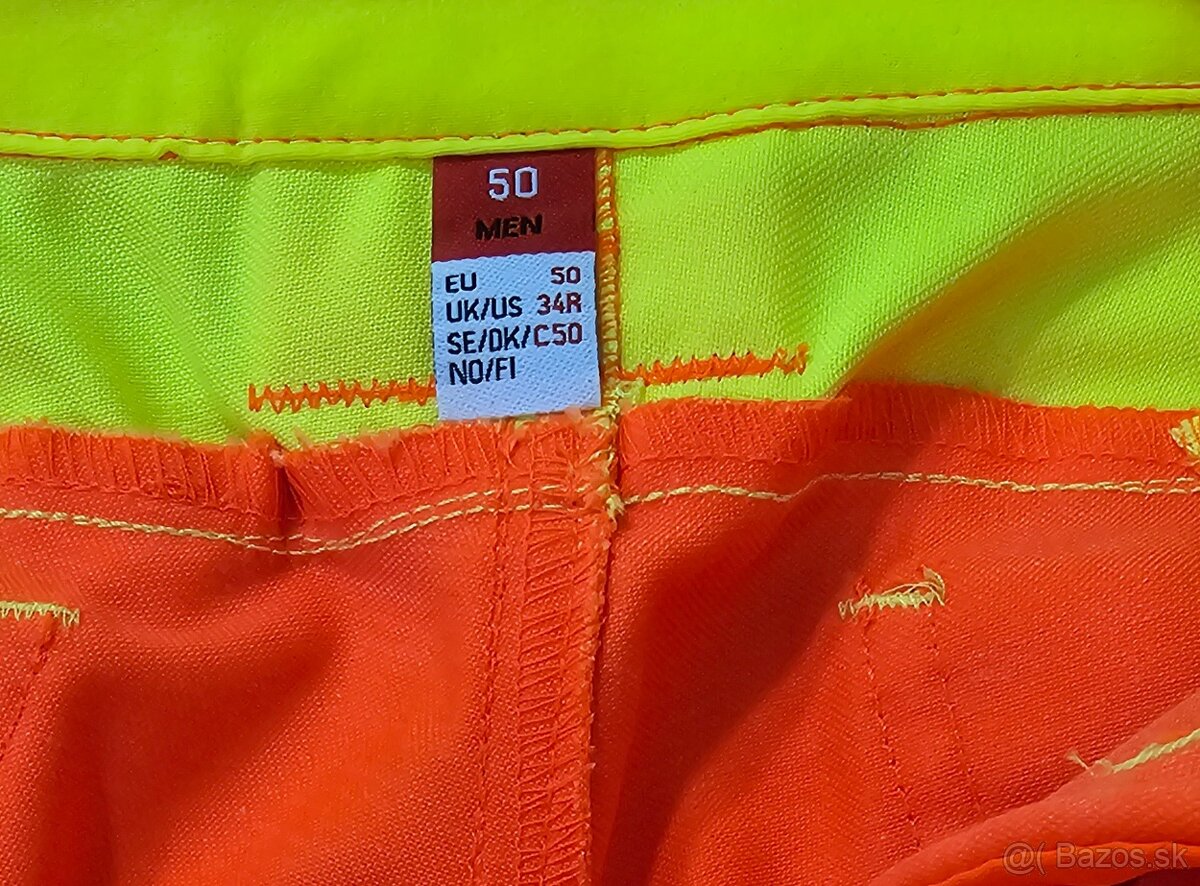 50
MEN
EU 50
UK/US 34R
SE/DK/C50
NO/FI
@( Bazos.sk